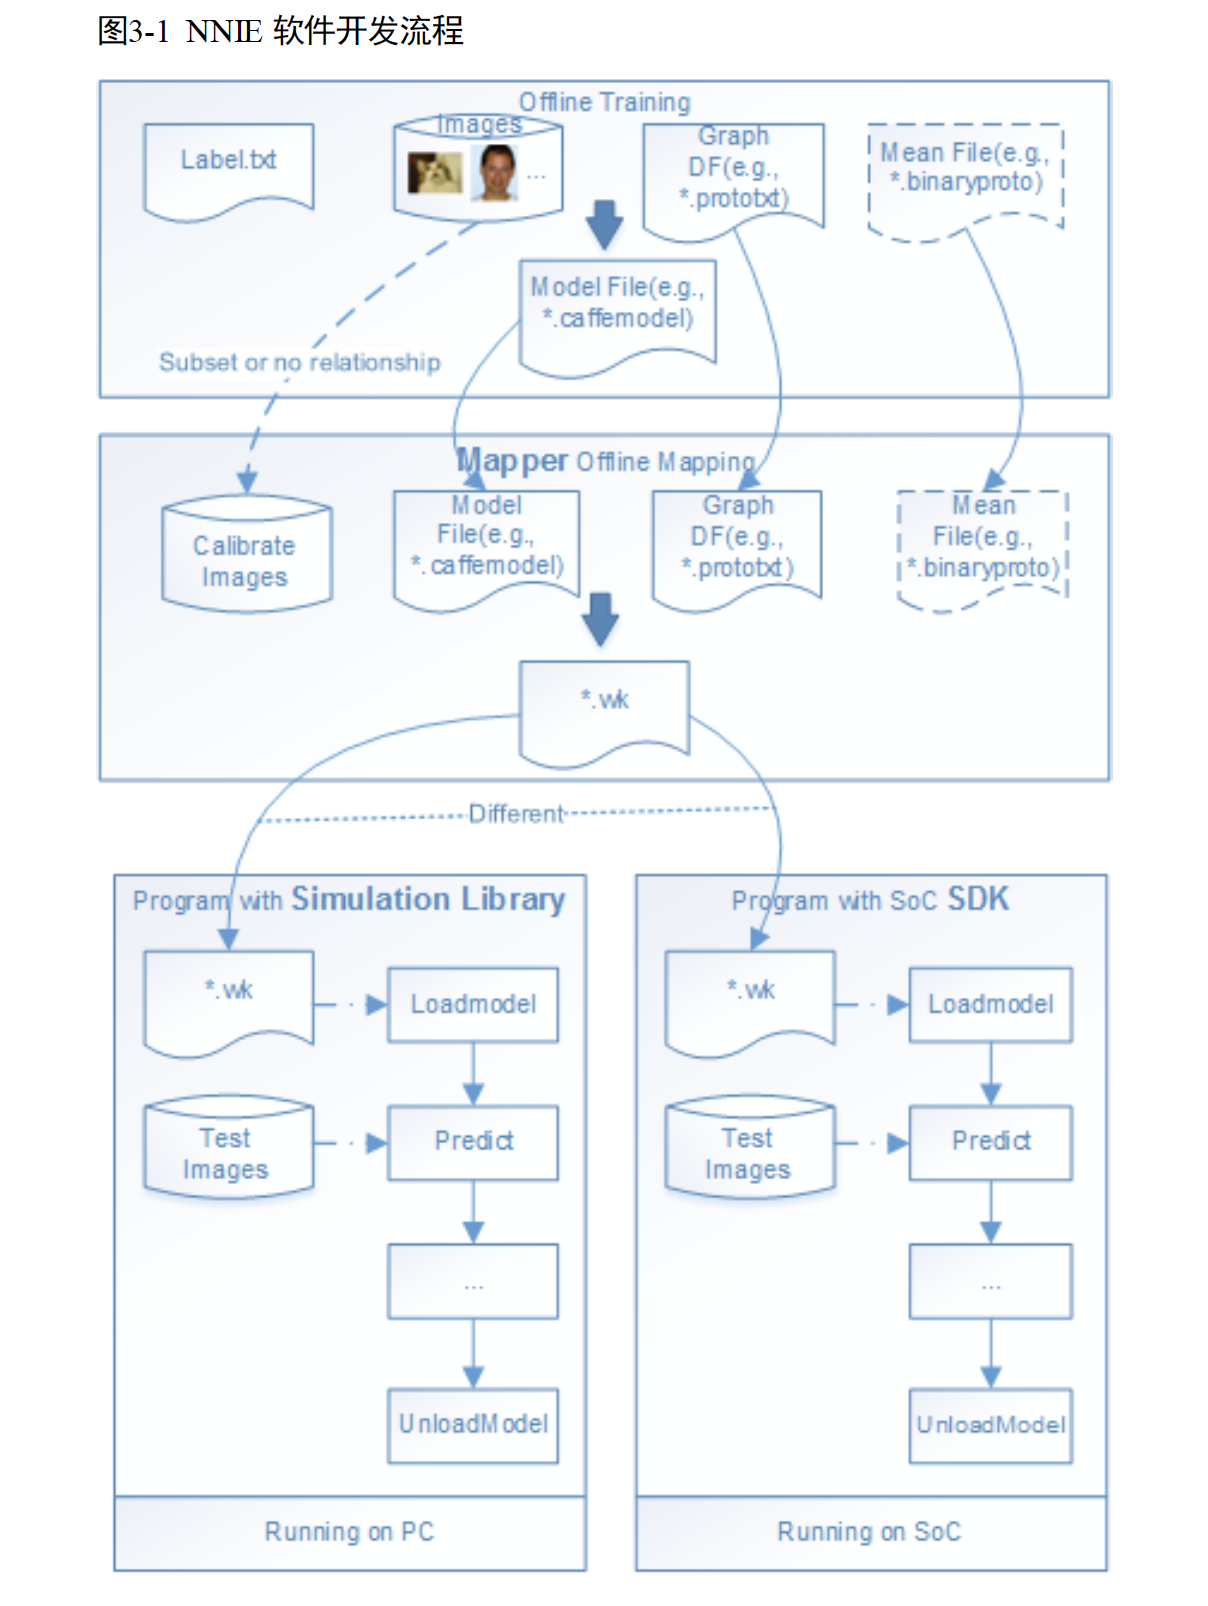 图3-1 NNIE 软件开发流程
Offline Training
Label.txt
Images
...
Graph
DF(e.g.,
*.prototxt)
Mean File(e.g.,
*.binaryproto)
Model File(e.g.,
*.caffemodel)
Subset or no relationship
Mapper Offline Mapping
Calibrate
Images
Model
File(e.g.,
*.caffemodel)
Graph
DF(e.g.,
*.prototxt)
Mean
File(e.g.,
*.binaryproto)
*.wk
Different
Program with Simulation Library
*.wk
Loadmodel
Test
Images
Predict
...
UnloadModel
Running on PC
Program with SoC SDK
*.wk
Loadmodel
Test
Images
Predict
...
UnloadModel
Running on SoC